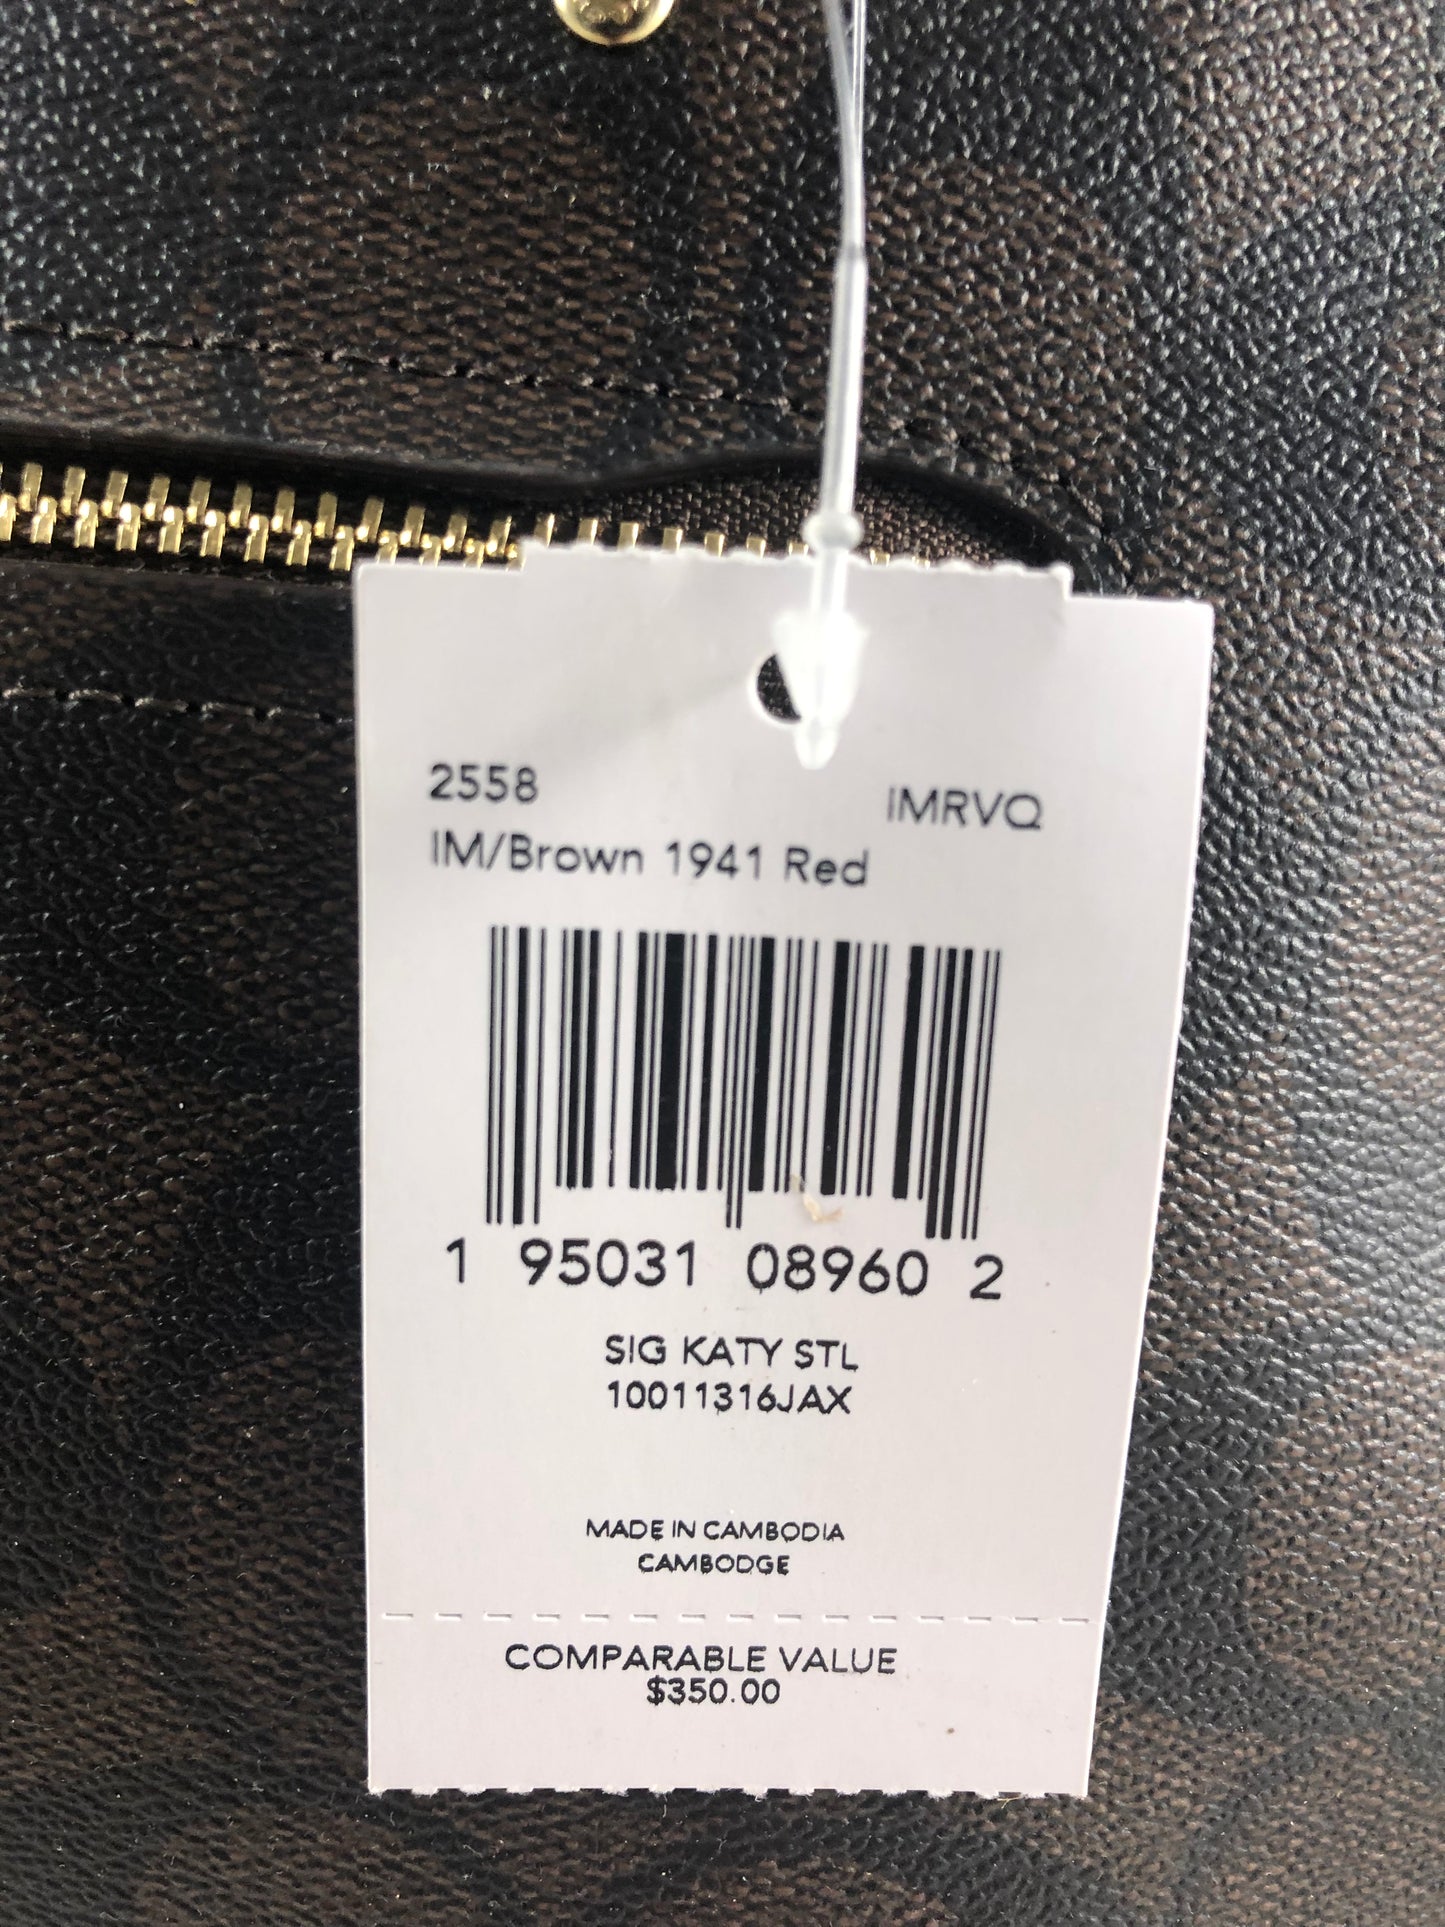 2558 IMRVQ
IM/Brown 1941 Red
1 95031 08960 2
SIG KATY STL
10011316JAX
MADE IN CAMBODIA
CAMBODGE
COMPARABLE VALUE
$350.00